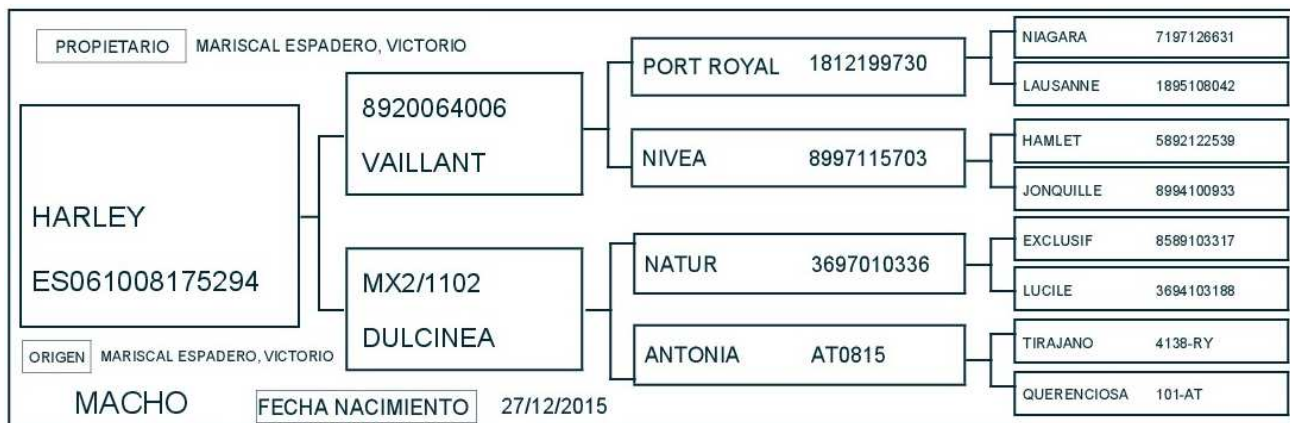 PROPIETARIO MARISCAL ESPADERO, VICTORIO
HARLEY
ES061008175294
ORIGEN MARISCAL ESPADERO, VICTORIO
MACHO FECHA NACIMIENTO 27/12/2015
8920064006
VAILLANT
MX2/1102
DULCINEA
PORT ROYAL 1812199730
NIVEA 8997115703
NATUR 3697010336
ANTONIA AT0815
NIAGARA 7197126631
LAUSANNE 1895108042
HAMLET 5892122539
JONQUILLE 8994100933
EXCLUSIF 8589103317
LUCILE 3694103188
TIRAJANO 4138-RY
QUERENCIOSA 101-AT